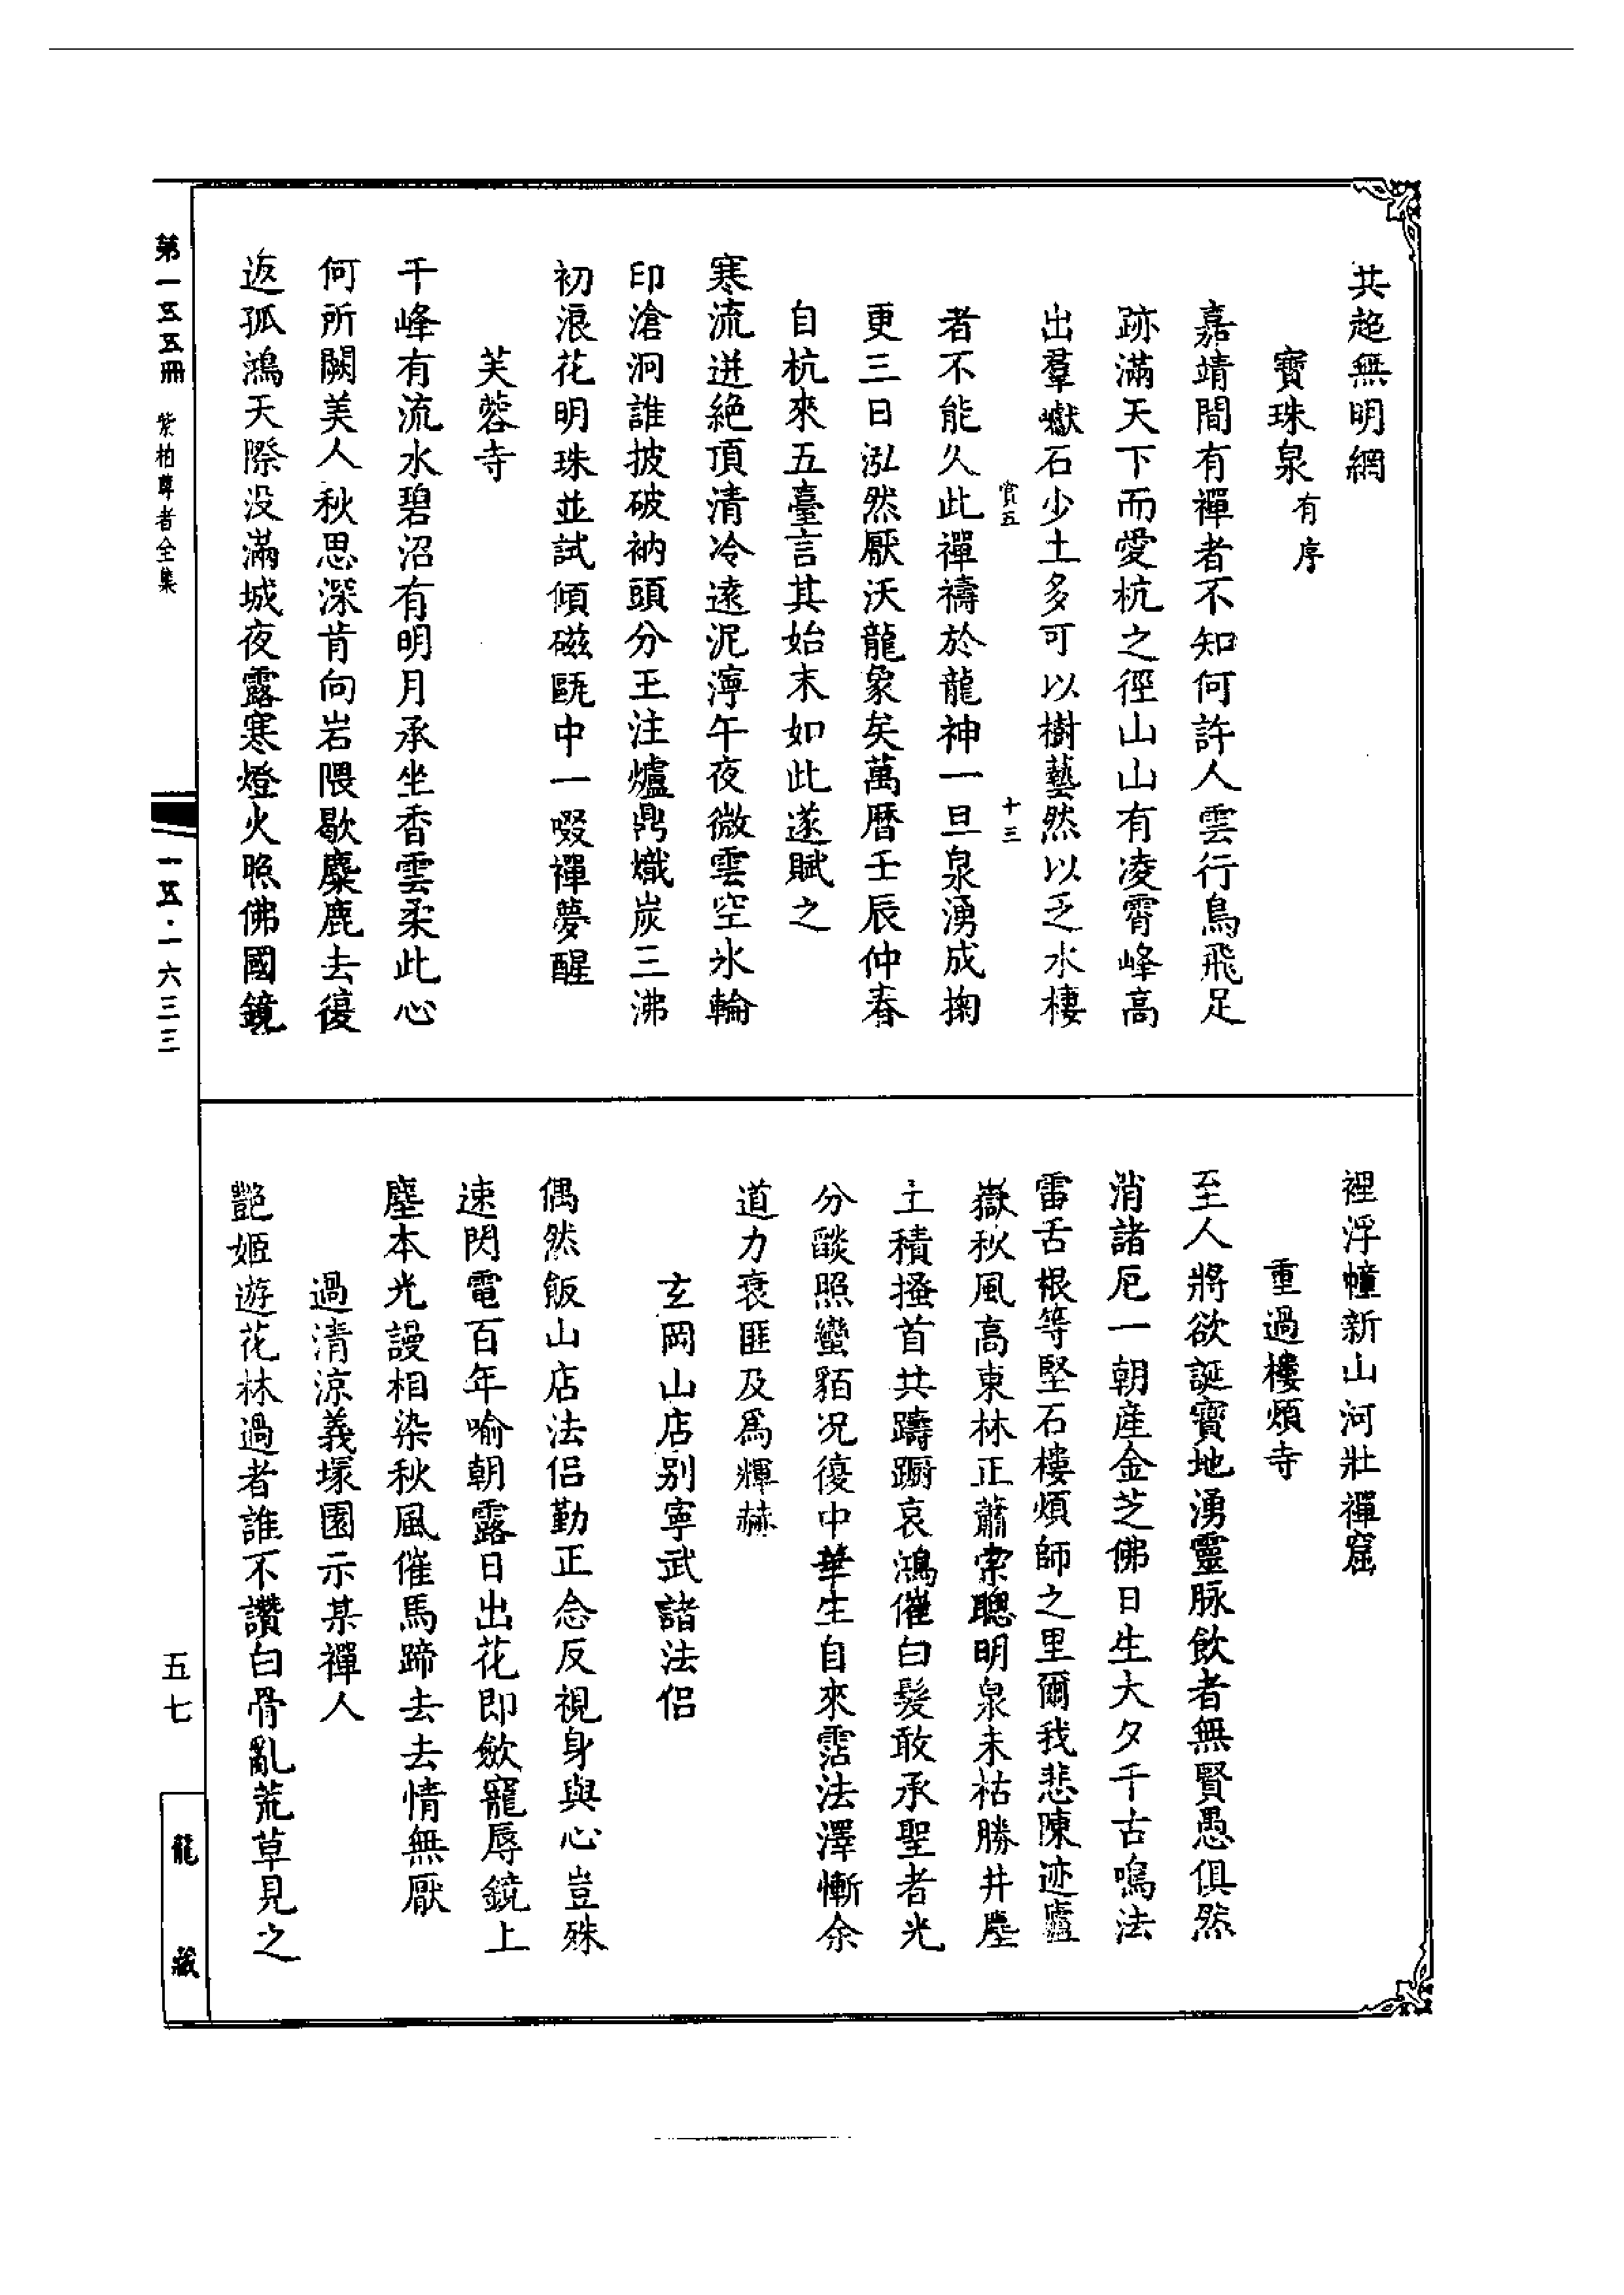 共起無明網
寶珠泉有序
嘉靖間有禪者不知何許人雲行鳥飛足
跡滿天下而愛杭之徑山山有凌霄峰高
出羣巘石少土多可以樹藝然以乏水棲
賞五 十三
者不能久此禪禱於龍神一旦泉湧成掬
更三日泓然厭沃龍象矣萬曆壬辰仲春
自杭來五臺言其始末如此遂賦之
寒流迸絶頂清冷遠泥濘午夜微雲空氷輪
印滄洞誰披破衲頭分王注爐鼎熾炭三沸
初浪花明珠並試傾磁甌中一啜禪夢醒
芙蓉寺
千峰有流水碧沼有明月承坐香雲柔此心
何所闕美人秋思深肯向岩隈歇麋鹿去復
返孤鴻天際没滿城夜露寒燈火照佛國鏡
裡浮幢新山河壯禪窟
重過樓煩寺
至人將欲誕寶地湧靈脉飲者無賢愚俱然
消諸厄一朝産金芝佛日生大夕千古鳴法
雷舌根等堅石樓煩師之里爾我悲陳迹廬
嶽秋風高東林正蕭索聰明泉未枯勝井塵
土積搔首共躊躕哀鴻催白髮敢承聖者光
分燄照蠻貊况復中華生自來霑法澤慚余
道力衰匪及爲輝赫
玄岡山店别寧武諸法侣
偶然飯山店法侣勤正念反視身與心豈殊
速閃電百年喻朝露日出花即斂寵辱鏡上
塵本光謾相染秋風催馬蹄去去情無厭
過清涼義塚園示某禪人
艷姬遊花林過者誰不讚白骨亂荒草見之
第一五五冊 紫柏尊者全集
一五·一六三三
五七
龍藏